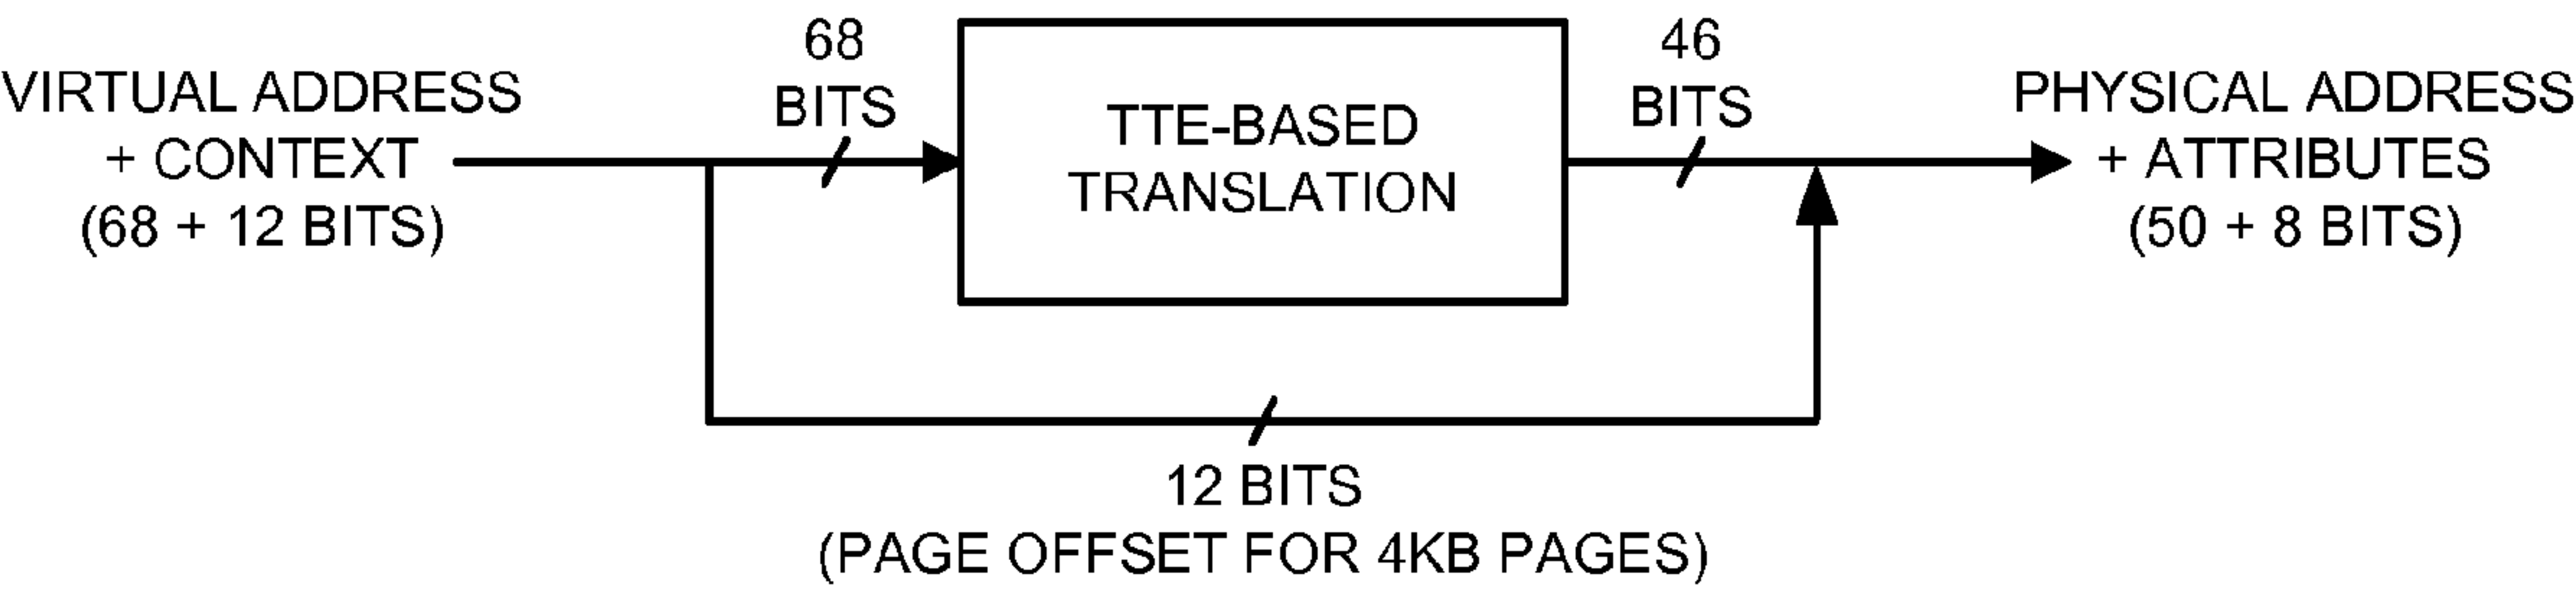 VIRTUAL ADDRESS
+ CONTEXT
(68 + 12 BITS)
68
BITS
TTE-BASED
TRANSLATION
46
BITS
PHYSICAL ADDRESS
+ ATTRIBUTES
(50 + 8 BITS)
12 BITS
(PAGE OFFSET FOR 4KB PAGES)